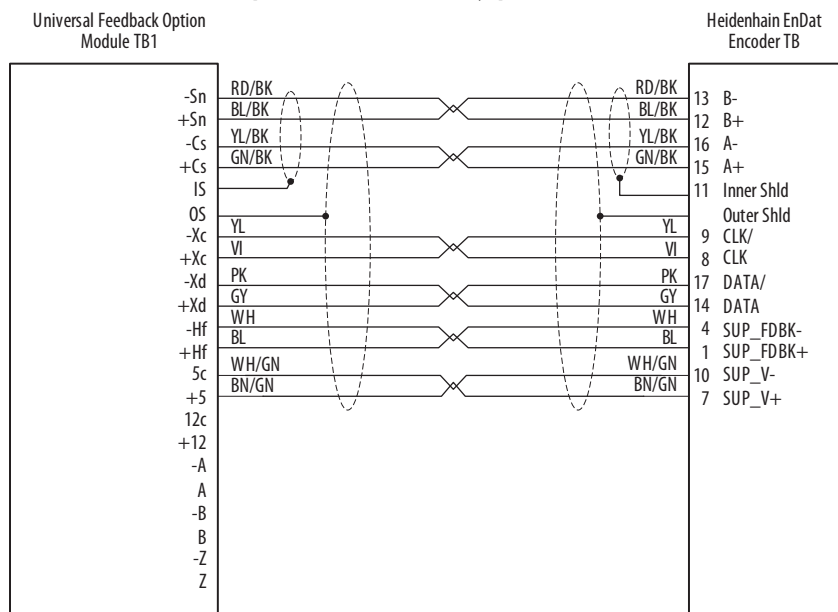 Universal Feedback Option
Module TB1
Heidenhain EnDat
Encoder TB
-Sn RD/BK RD/BK 13 B-
+Sn BL/BK BL/BK 12 B+
-Cs YL/BK YL/BK 16 A-
+Cs GN/BK GN/BK 15 A+
IS 11 Inner Shld
OS Outer Shld
-Xc YL YL 9 CLK/
+Xc VI VI 8 CLK
-Xd PK PK 17 DATA/
+Xd GY GY 14 DATA
-Hf WH WH 4 SUP_FDBK-
+Hf BL BL 1 SUP_FDBK+
5c WH/GN WH/GN 10 SUP_V-
+5 BN/GN BN/GN 7 SUP_V+
12c
+12
-A
A
-B
B
-Z
Z